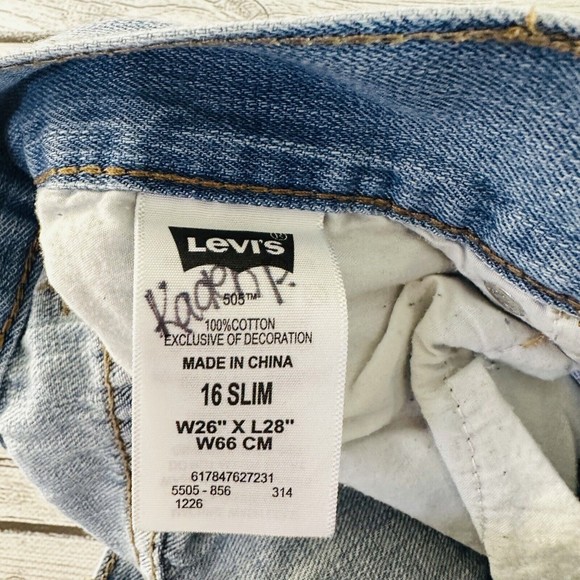 Levi's®
Kaden P.
505™
100%COTTON
EXCLUSIVE OF DECORATION
MADE IN CHINA
16 SLIM
W26" X L28"
W66 CM
617847627231
5505 - 856 314
1226